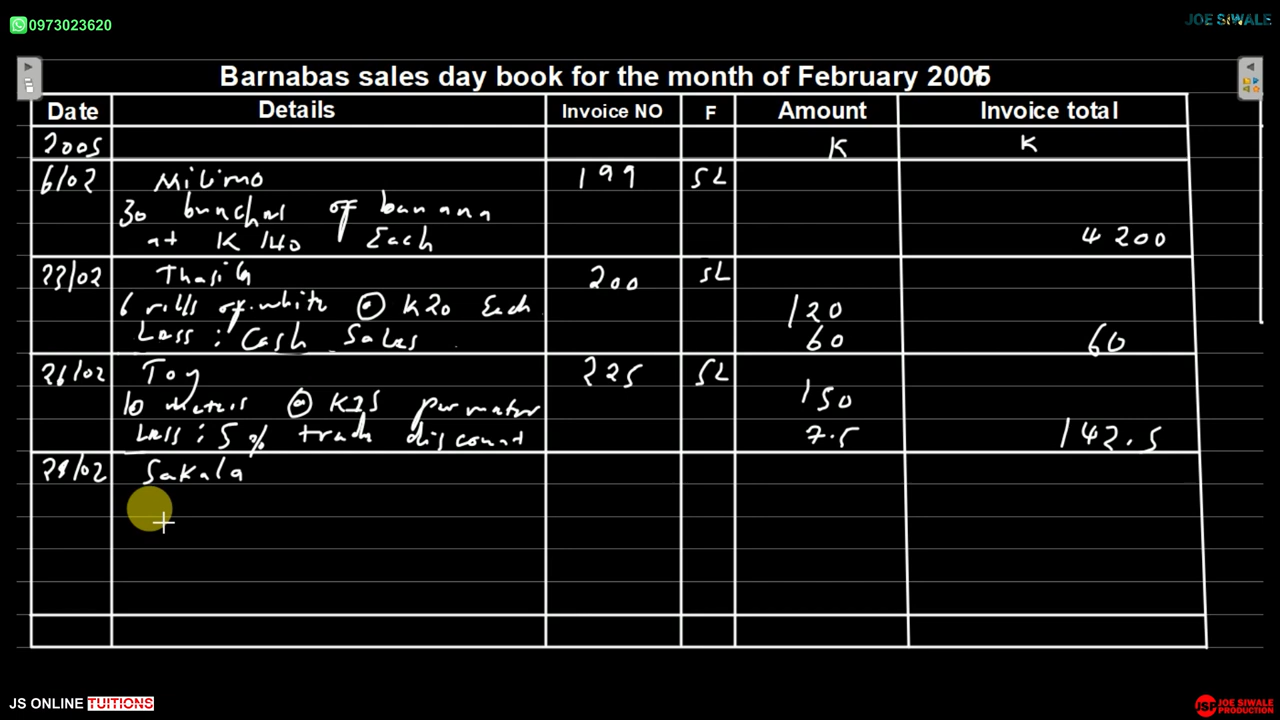 0973023620
JOE SIWALE
Barnabas sales day book for the month of February 2005
Date Details Invoice NO F Amount Invoice total
2005 K K
6/02 Milimo 199 SL
30 bunches of banana
at K 140 Each 4 200
23/02 Thasila 200 SL
6 rills of white @ K20 Each 120
Less : Cash Sales 60 60
26/02 Toy 225 SL
10 meters @ K25 per meter 150
Less : 5% trade discount 7.5 142.5
28/02 Sakala
JS ONLINE TUITIONS
JSP JOE SIWALE PRODUCTION